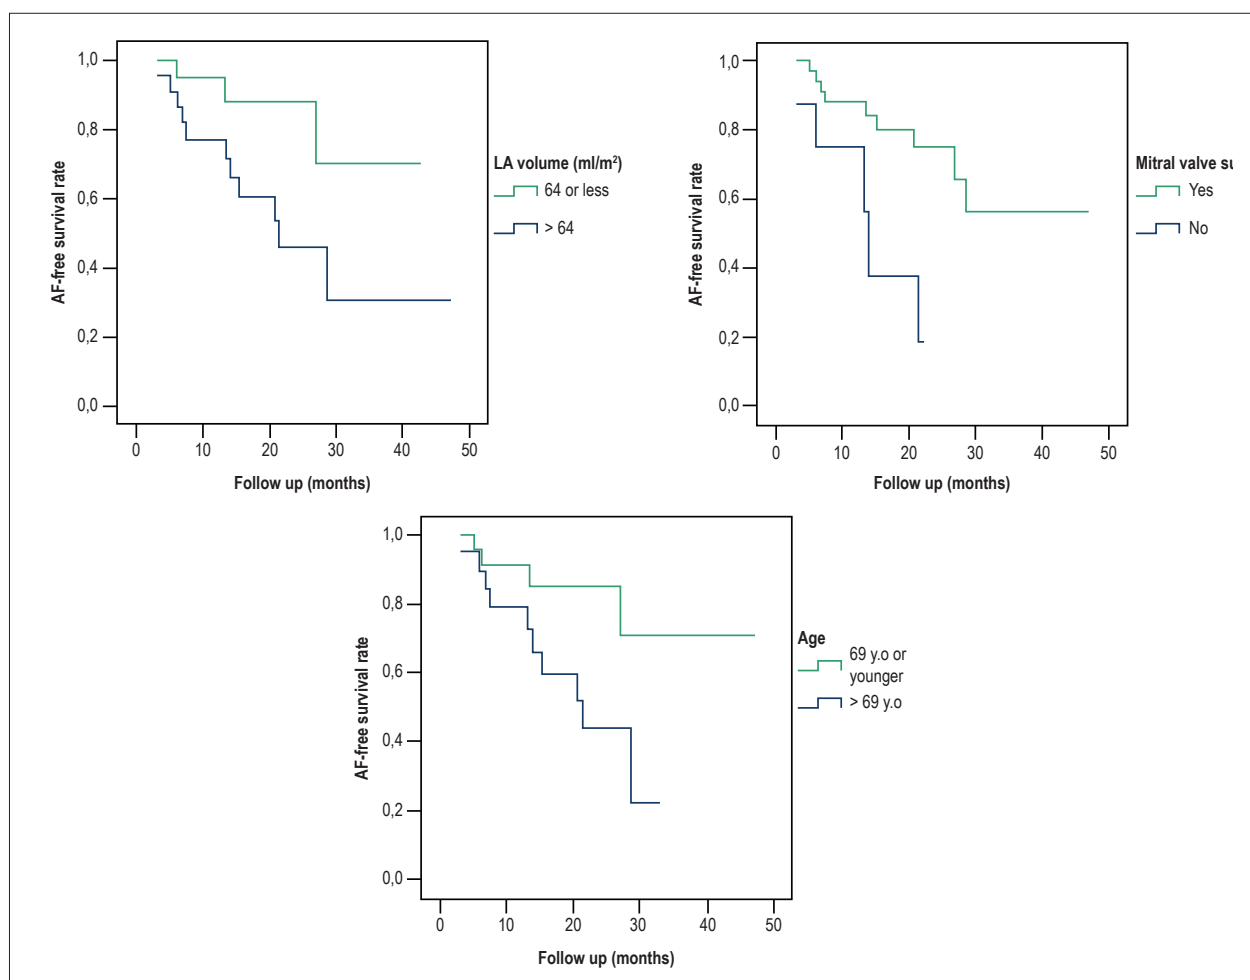 1,0
0,8
0,6
0,4
0,2
0,0
AF-free survival rate
0 10 20 30 40 50
Follow up (months)
LA volume (ml/m²)
64 or less
> 64
1,0
0,8
0,6
0,4
0,2
0,0
AF-free survival rate
0 10 20 30 40 50
Follow up (months)
Mitral valve
Yes
No
1,0
0,8
0,6
0,4
0,2
0,0
AF-free survival rate
0 10 20 30 40 50
Follow up (months)
Age
69 y.o or
younger
> 69 y.o